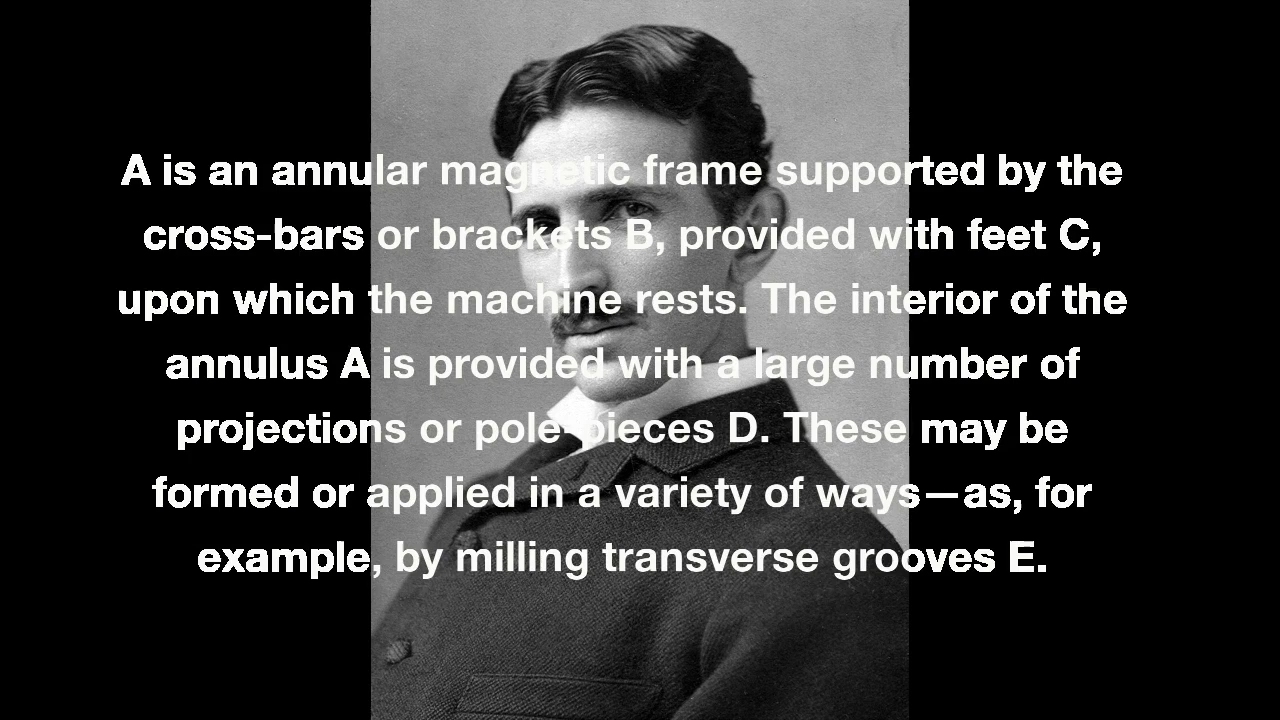 A is an annular magnetic frame supported by the
cross-bars or brackets B, provided with feet C,
upon which the machine rests. The interior of the
annulus A is provided with a large number of
projections or pole-pieces D. These may be
formed or applied in a variety of ways—as, for
example, by milling transverse grooves E.